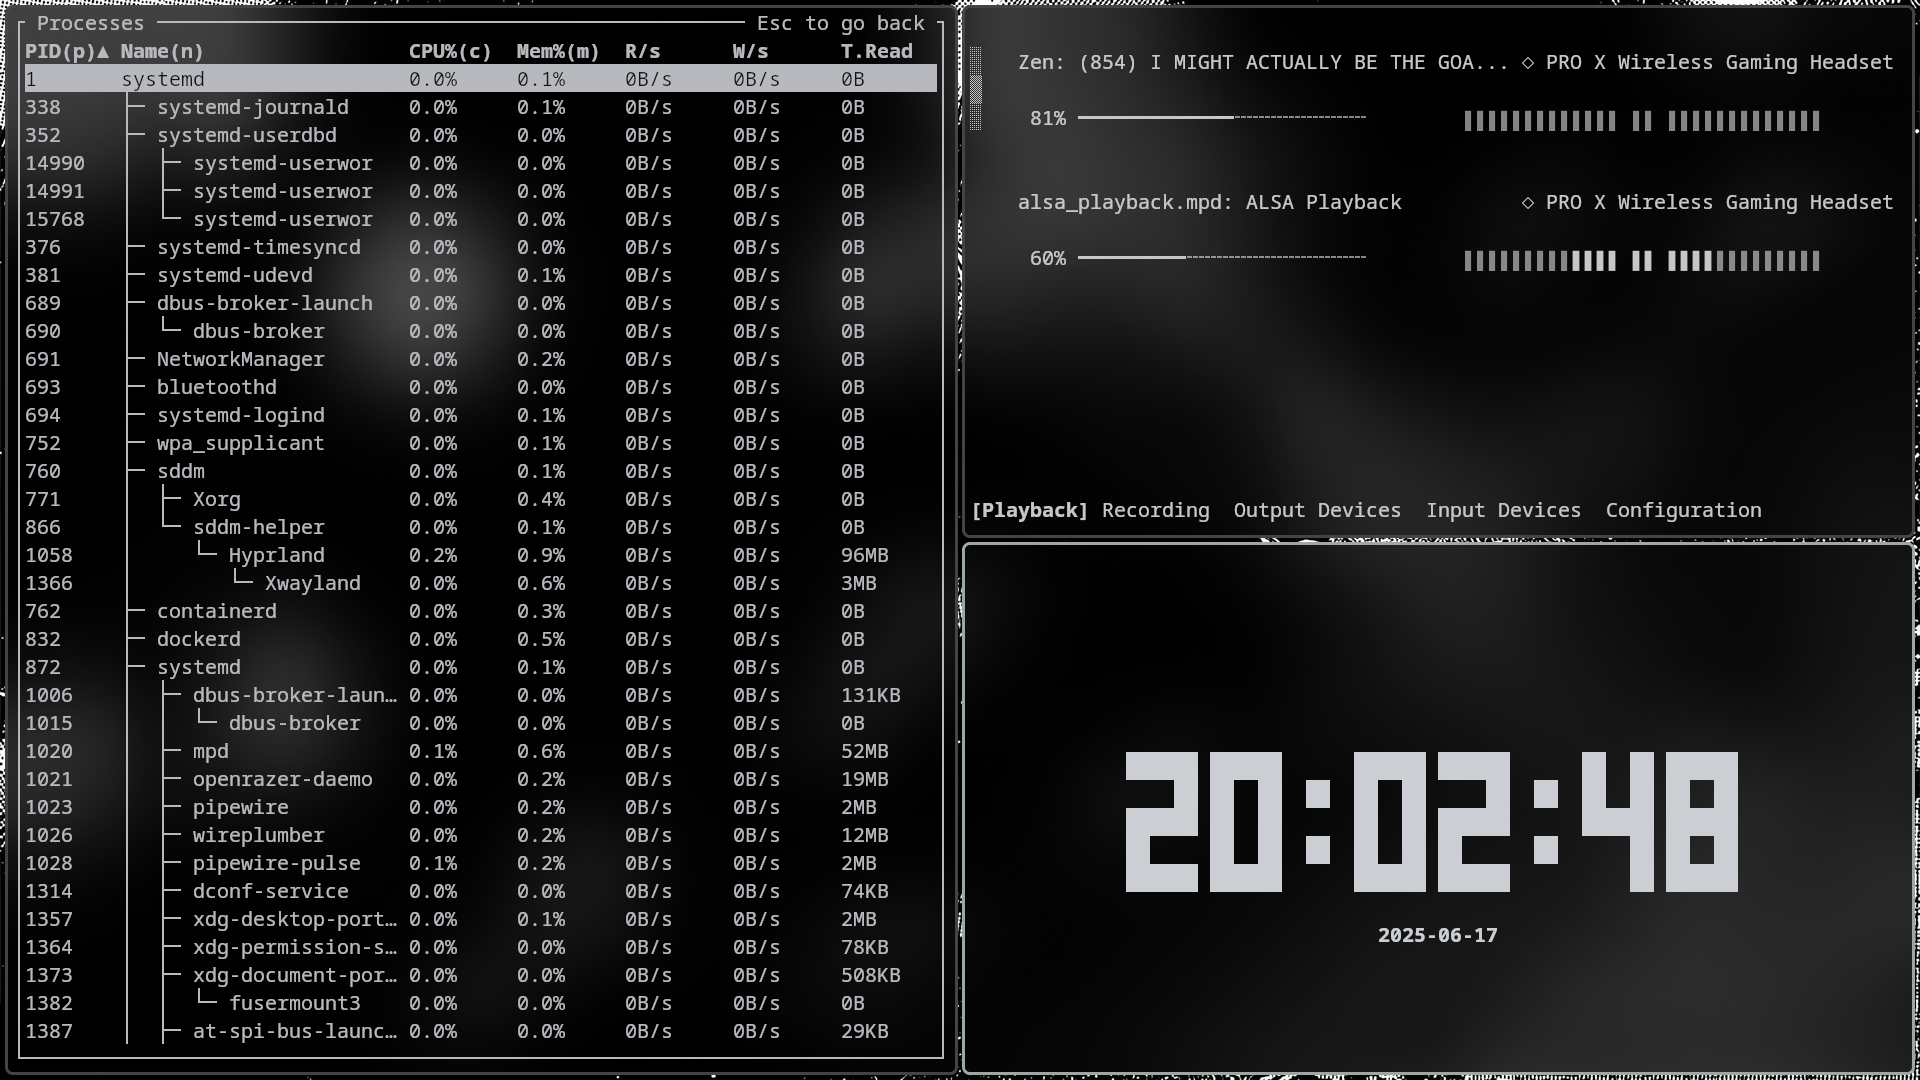 Processes Esc to go back
PID(p)▲ Name(n) CPU%(c) Mem%(m) R/s W/s T.Read
1 systemd 0.0% 0.1% 0B/s 0B/s 0B
338 ├─ systemd-journald 0.0% 0.1% 0B/s 0B/s 0B
352 ├─ systemd-userdbd 0.0% 0.0% 0B/s 0B/s 0B
14990 │ ├─ systemd-userwor 0.0% 0.0% 0B/s 0B/s 0B
14991 │ ├─ systemd-userwor 0.0% 0.0% 0B/s 0B/s 0B
15768 │ └─ systemd-userwor 0.0% 0.0% 0B/s 0B/s 0B
376 ├─ systemd-timesyncd 0.0% 0.0% 0B/s 0B/s 0B
381 ├─ systemd-udevd 0.0% 0.1% 0B/s 0B/s 0B
689 ├─ dbus-broker-launch 0.0% 0.0% 0B/s 0B/s 0B
690 │ └─ dbus-broker 0.0% 0.0% 0B/s 0B/s 0B
691 ├─ NetworkManager 0.0% 0.2% 0B/s 0B/s 0B
693 ├─ bluetoothd 0.0% 0.0% 0B/s 0B/s 0B
694 ├─ systemd-logind 0.0% 0.1% 0B/s 0B/s 0B
752 ├─ wpa_supplicant 0.0% 0.1% 0B/s 0B/s 0B
760 ├─ sddm 0.0% 0.1% 0B/s 0B/s 0B
771 │ ├─ Xorg 0.0% 0.4% 0B/s 0B/s 0B
866 │ └─ sddm-helper 0.0% 0.1% 0B/s 0B/s 0B
1058 │ └─ Hyprland 0.2% 0.9% 0B/s 0B/s 96MB
1366 │ └─ Xwayland 0.0% 0.6% 0B/s 0B/s 3MB
762 ├─ containerd 0.0% 0.3% 0B/s 0B/s 0B
832 ├─ dockerd 0.0% 0.5% 0B/s 0B/s 0B
872 ├─ systemd 0.0% 0.1% 0B/s 0B/s 0B
1006 │ ├─ dbus-broker-laun… 0.0% 0.0% 0B/s 0B/s 131KB
1015 │ │ └─ dbus-broker 0.0% 0.0% 0B/s 0B/s 0B
1020 │ ├─ mpd 0.1% 0.6% 0B/s 0B/s 52MB
1021 │ ├─ openrazer-daemo 0.0% 0.2% 0B/s 0B/s 19MB
1023 │ ├─ pipewire 0.0% 0.2% 0B/s 0B/s 2MB
1026 │ ├─ wireplumber 0.0% 0.2% 0B/s 0B/s 12MB
1028 │ ├─ pipewire-pulse 0.1% 0.2% 0B/s 0B/s 2MB
1314 │ ├─ dconf-service 0.0% 0.0% 0B/s 0B/s 74KB
1357 │ ├─ xdg-desktop-port… 0.0% 0.1% 0B/s 0B/s 2MB
1364 │ ├─ xdg-permission-s… 0.0% 0.0% 0B/s 0B/s 78KB
1373 │ ├─ xdg-document-por… 0.0% 0.0% 0B/s 0B/s 508KB
1382 │ │ └─ fusermount3 0.0% 0.0% 0B/s 0B/s 0B
1387 │ ├─ at-spi-bus-launc… 0.0% 0.0% 0B/s 0B/s 29KB
Zen: (854) I MIGHT ACTUALLY BE THE GOA... ◇ PRO X Wireless Gaming Headset
81%
alsa_playback.mpd: ALSA Playback ◇ PRO X Wireless Gaming Headset
60%
[Playback] Recording Output Devices Input Devices Configuration
20:02:48
2025-06-17